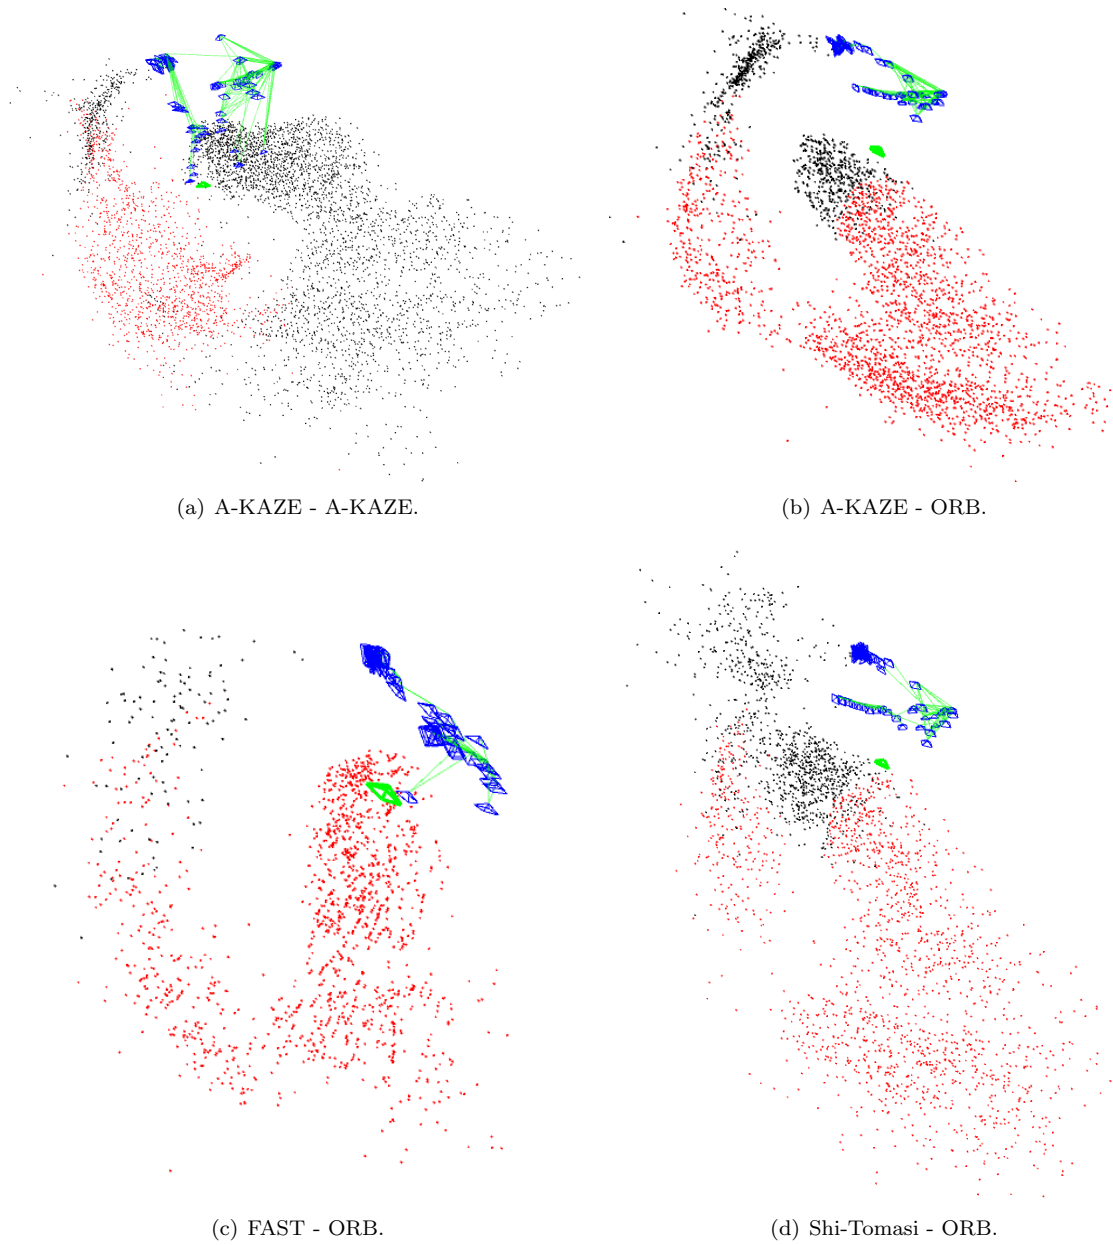 (a) A-KAZE - A-KAZE.
(b) A-KAZE - ORB.
(c) FAST - ORB.
(d) Shi-Tomasi - ORB.